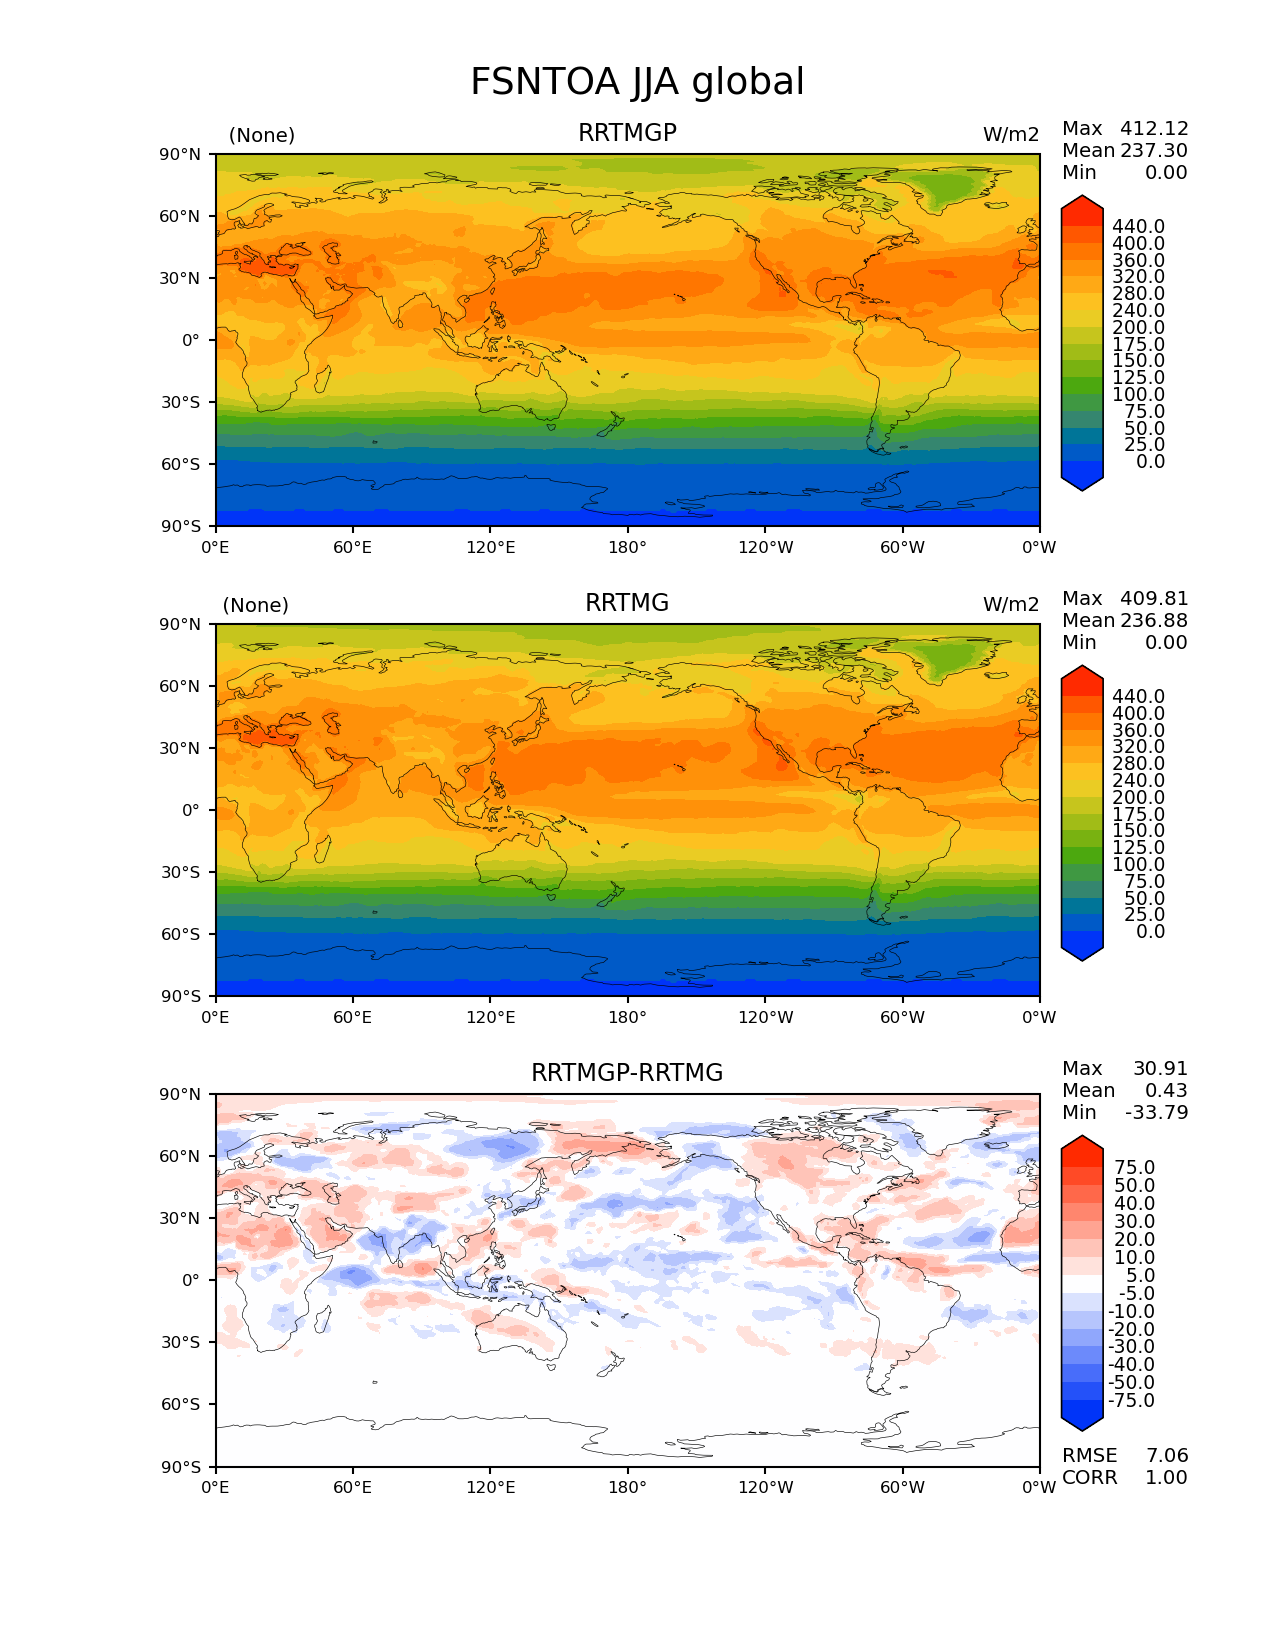 FSNTOA JJA global
(None) RRTMGP W/m2
Max 412.12
Mean 237.30
Min 0.00
90°N
60°N
30°N
0°
30°S
60°S
90°S
0°E 60°E 120°E 180° 120°W 60°W 0°W
440.0
400.0
360.0
320.0
280.0
240.0
200.0
175.0
150.0
125.0
100.0
75.0
50.0
25.0
0.0
(None) RRTMG W/m2
Max 409.81
Mean 236.88
Min 0.00
90°N
60°N
30°N
0°
30°S
60°S
90°S
0°E 60°E 120°E 180° 120°W 60°W 0°W
440.0
400.0
360.0
320.0
280.0
240.0
200.0
175.0
150.0
125.0
100.0
75.0
50.0
25.0
0.0
RRTMGP-RRTMG
Max 30.91
Mean 0.43
Min -33.79
90°N
60°N
30°N
0°
30°S
60°S
90°S
0°E 60°E 120°E 180° 120°W 60°W 0°W
75.0
50.0
40.0
30.0
20.0
10.0
5.0
-5.0
-10.0
-20.0
-30.0
-40.0
-50.0
-75.0
RMSE 7.06
CORR 1.00